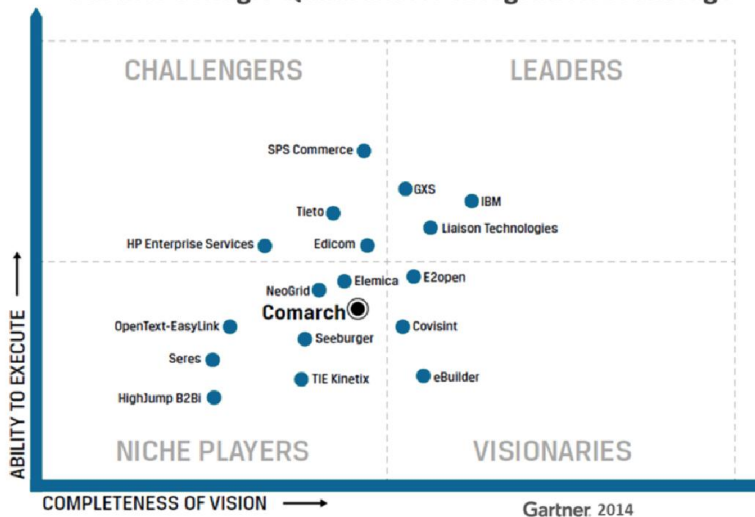 CHALLENGERS
LEADERS
SPS Commerce
GXS
IBM
Tieto
Liaison Technologies
HP Enterprise Services
Edicom
Elemica
E2open
NeoGrid
Comarch
OpenText-EasyLink
Covisint
Seeburger
Seres
TIE Kinetix
eBuilder
HighJump B2Bi
NICHE PLAYERS
VISIONARIES
ABILITY TO EXECUTE
COMPLETENESS OF VISION
Gartner 2014